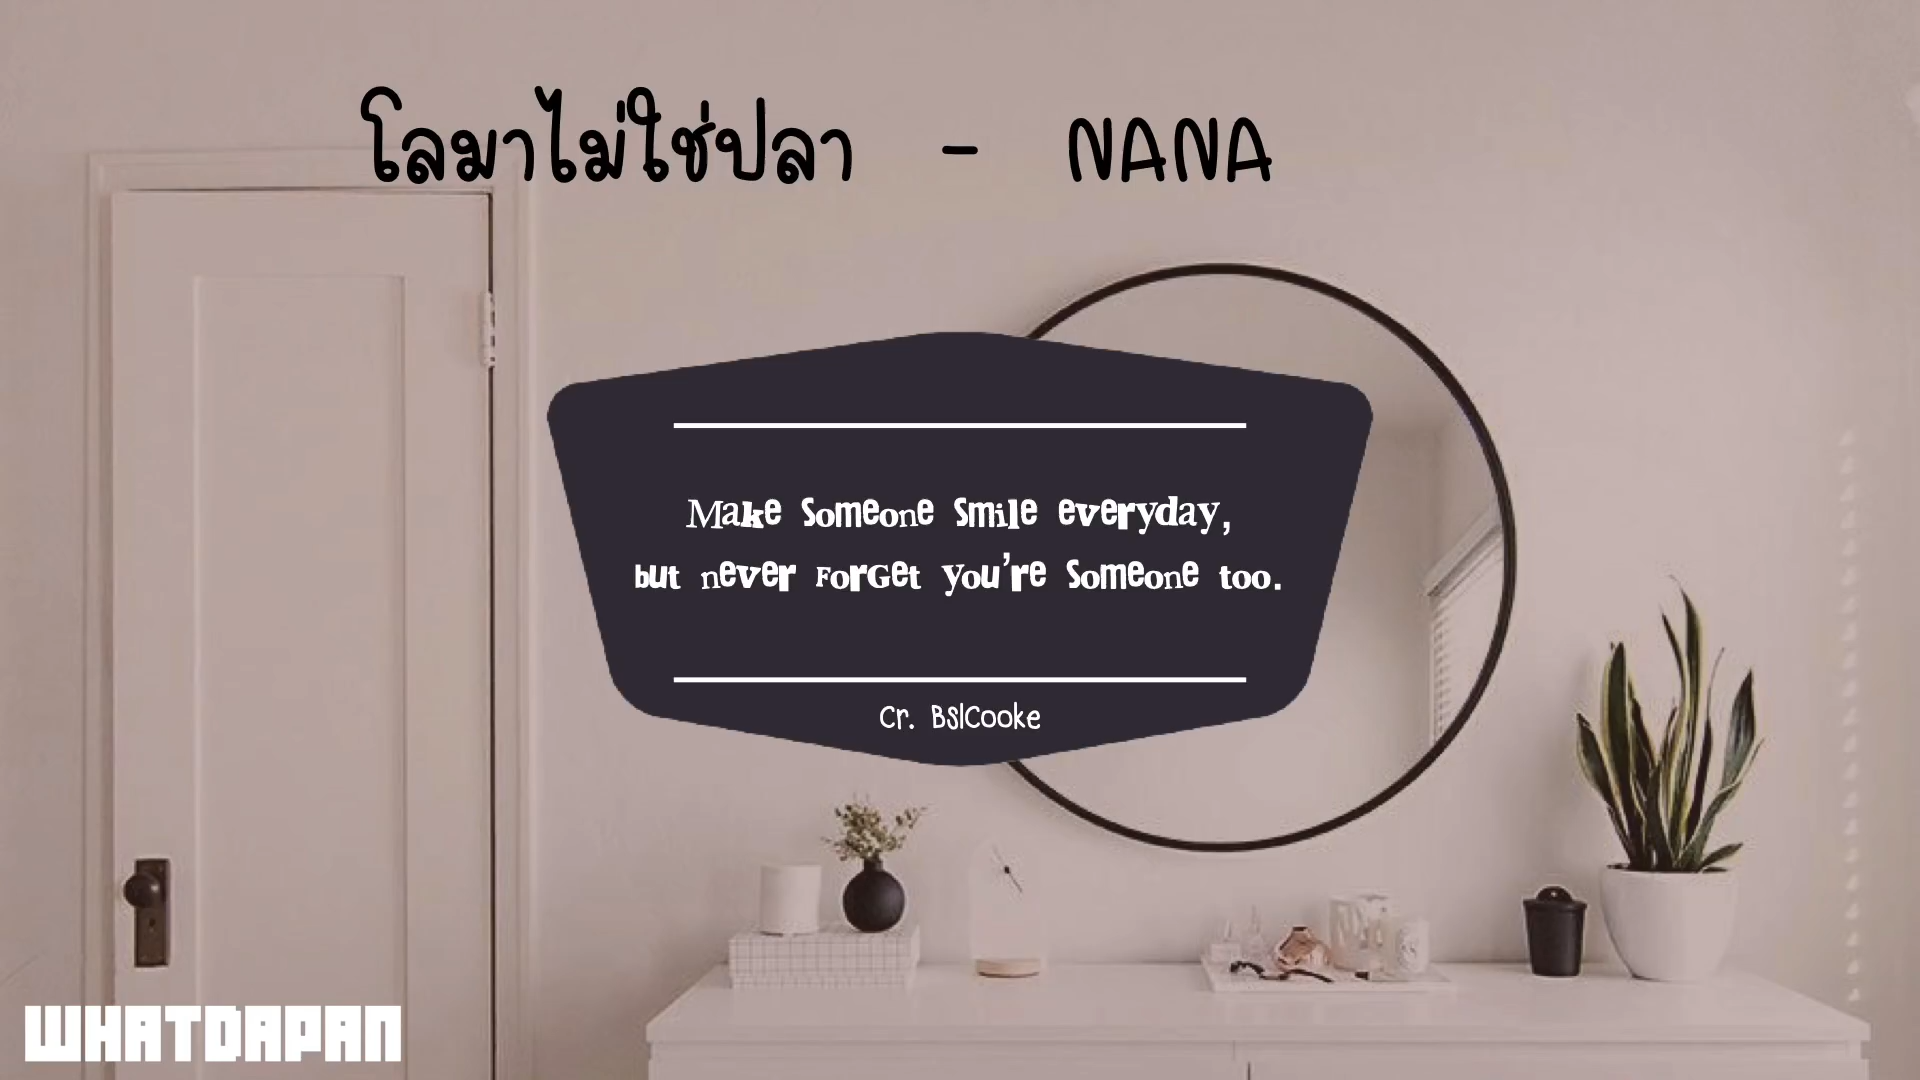 โลมาไม่ใช่ปลา - NANA
Make someone smile everyday,
but never forget you're someone too.
Cr. BSlCooke
WHATDAPAN